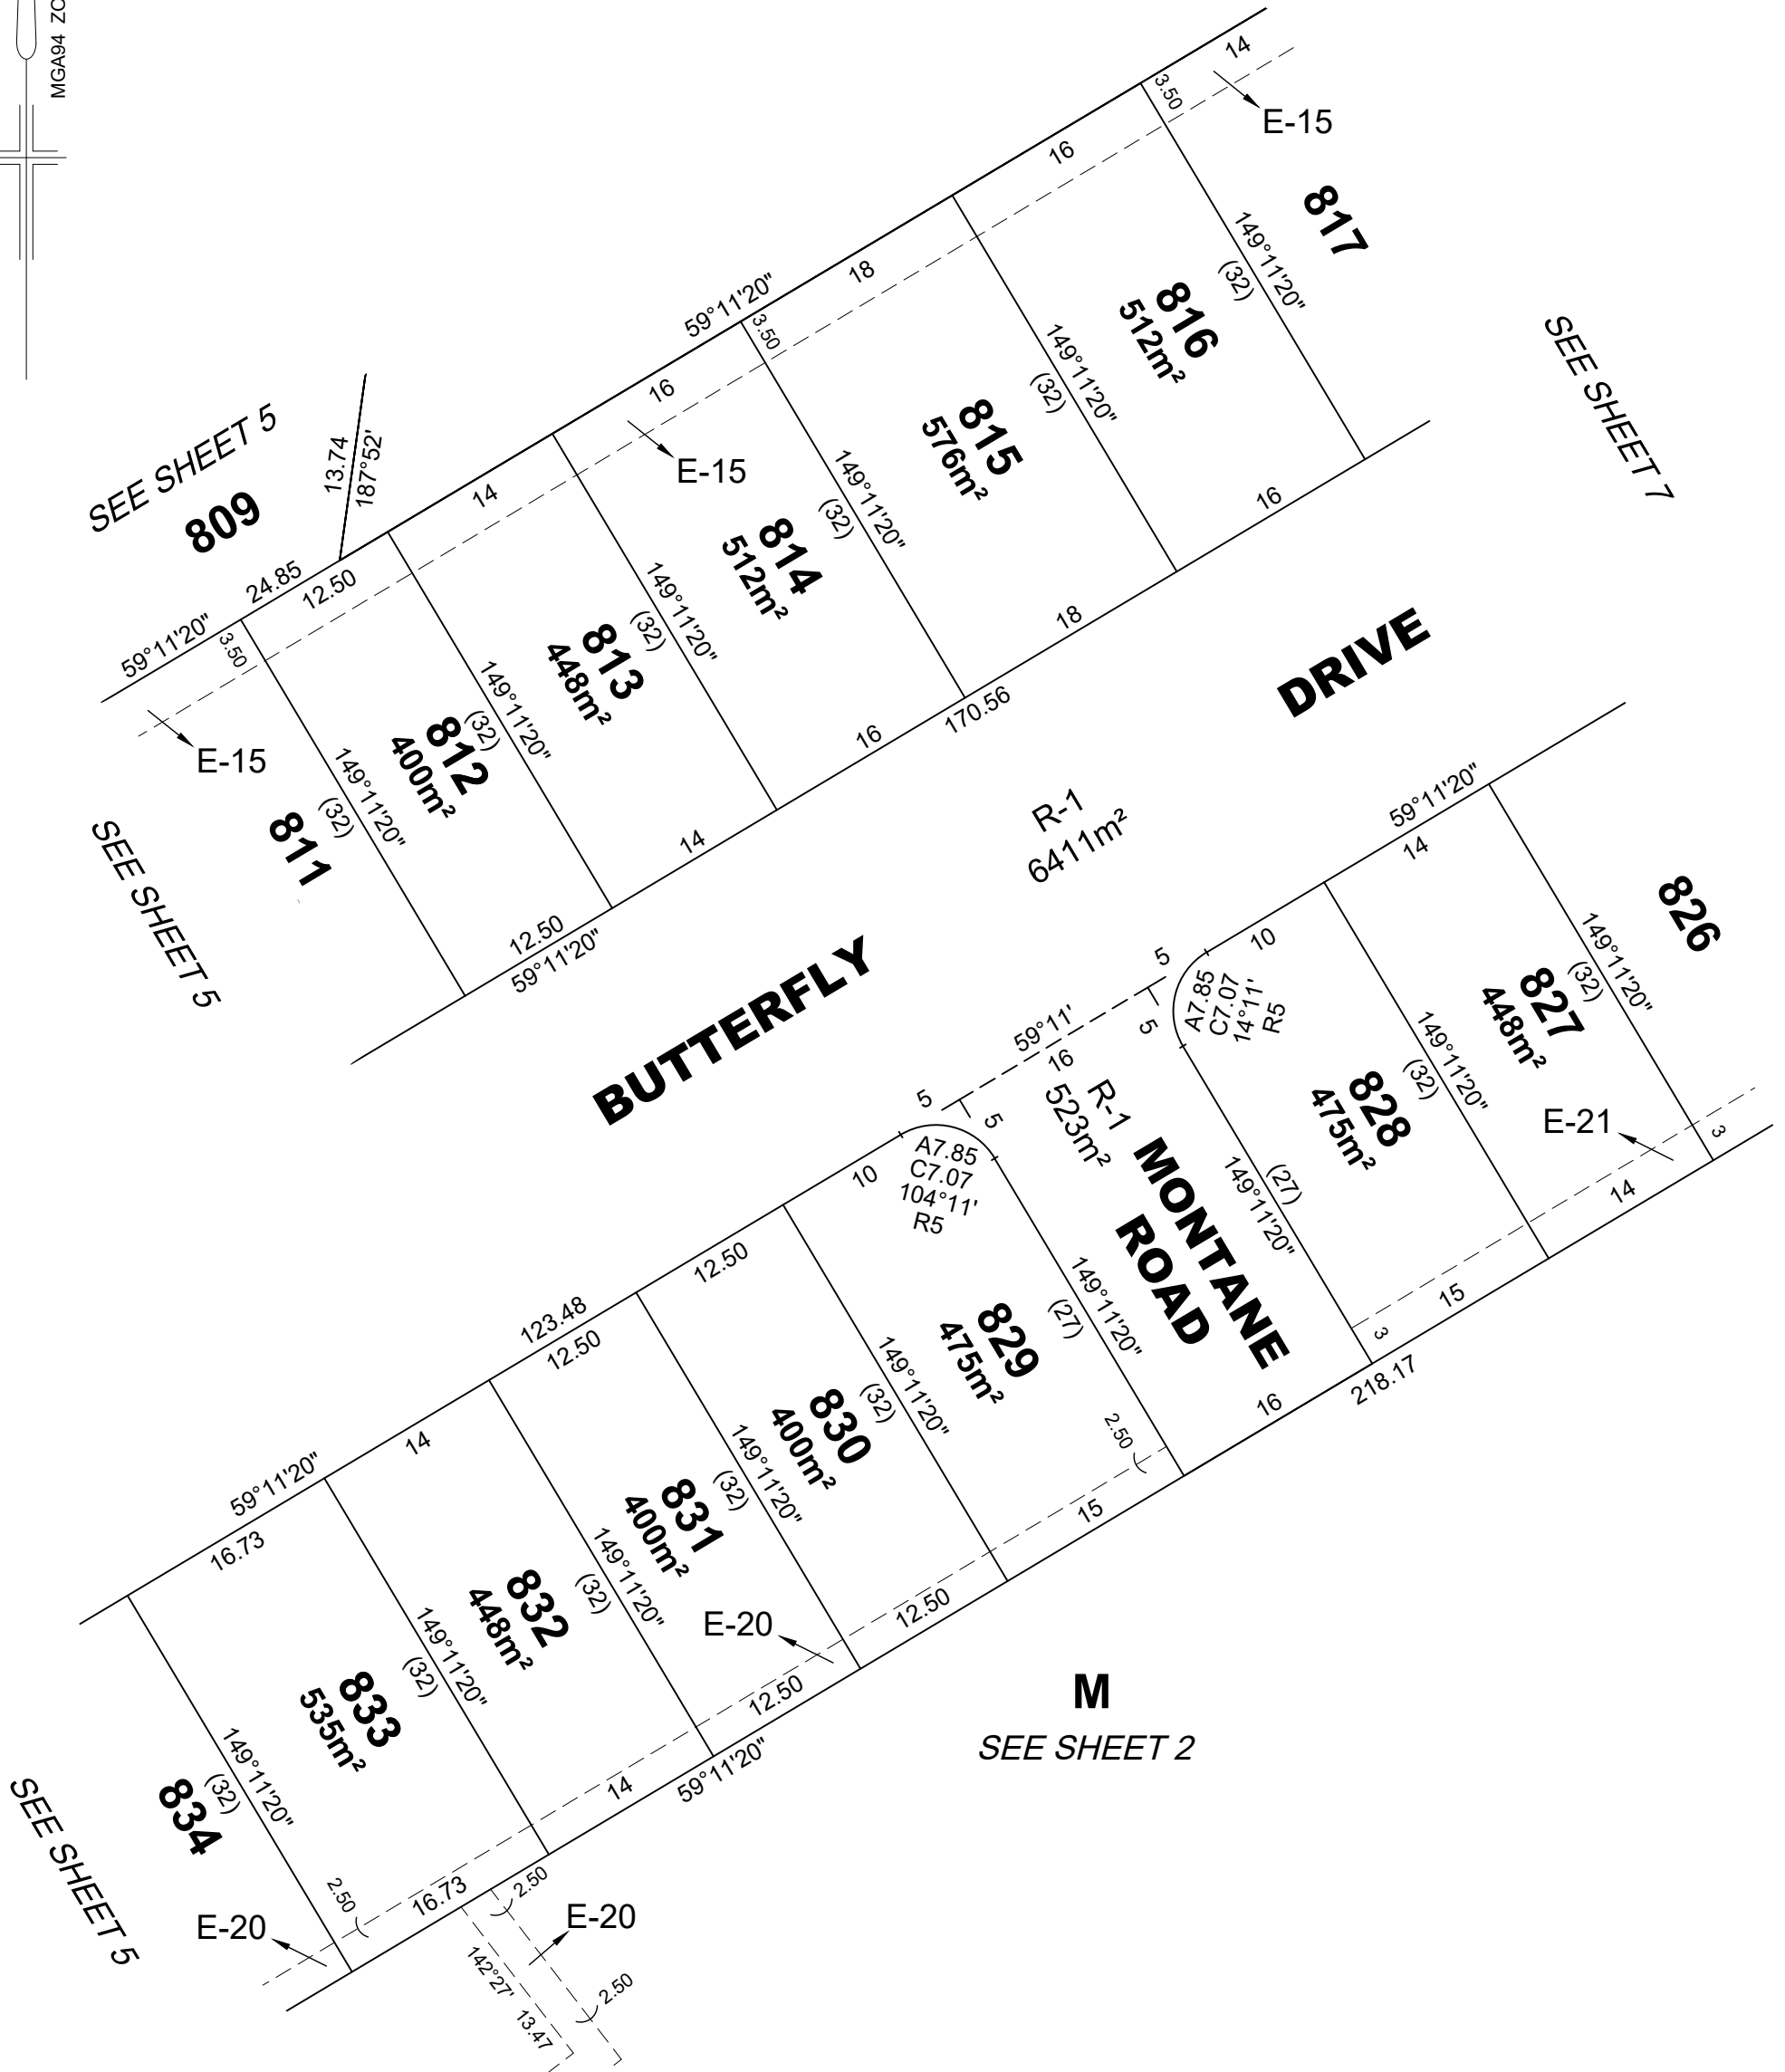 MGA94 ZO
14
3.50
E-15
16
817
149°11'20"
(32)
18
59°11'20"
3.50
816
512m²
SEE SHEET 7
149°11'20"
(32)
16
E-15
815
576m²
16
SEE SHEET 5
809
13.74
187°52'
14
149°11'20"
(32)
814
512m²
18
24.85
12.50
59°11'20"
3.50
149°11'20"
(32)
813
448m²
DRIVE
170.56
16
E-15
149°11'20"
(32)
812
400m²
14
811
149°11'20"
(32)
SEE SHEET 5
12.50
59°11'20"
R-1
6411m²
59°11'20"
14
826
BUTTERFLY
10
5
5
A7.85
C7.07
14°11'
R5
149°11'20"
(32)
827
448m²
59°11'
16
5
5
R-1
523m²
149°11'20"
(32)
828
475m²
E-21
3
14
A7.85
C7.07
104°11'
R5
10
MONTANE
ROAD
149°11'20"
(27)
15
3
218.17
16
12.50
149°11'20"
(27)
829
475m²
2.50
123.48
12.50
149°11'20"
(32)
830
400m²
15
14
149°11'20"
(32)
831
400m²
12.50
E-20
59°11'20"
16.73
149°11'20"
(32)
832
448m²
12.50
59°11'20"
M
SEE SHEET 2
149°11'20"
(32)
833
535m²
14
834
149°11'20"
(32)
SEE SHEET 5
2.50
16.73
E-20
2.50
E-20
142°27'
13.47
2.50